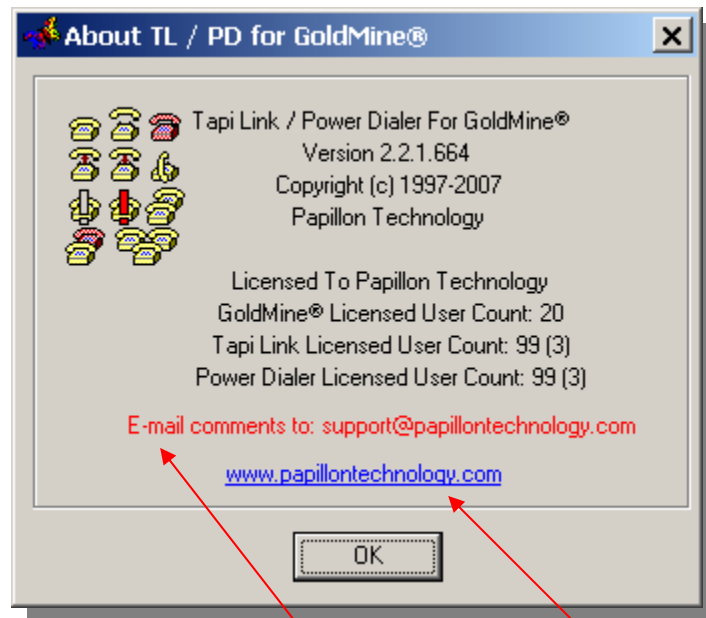 About TL / PD for GoldMine®
Tapi Link / Power Dialer For GoldMine®
Version 2.2.1.664
Copyright (c) 1997-2007
Papillon Technology
Licensed To Papillon Technology
GoldMine® Licensed User Count: 20
Tapi Link Licensed User Count: 99 (3)
Power Dialer Licensed User Count: 99 (3)
E-mail comments to: support@papillontechnology.com
www.papillontechnology.com
OK